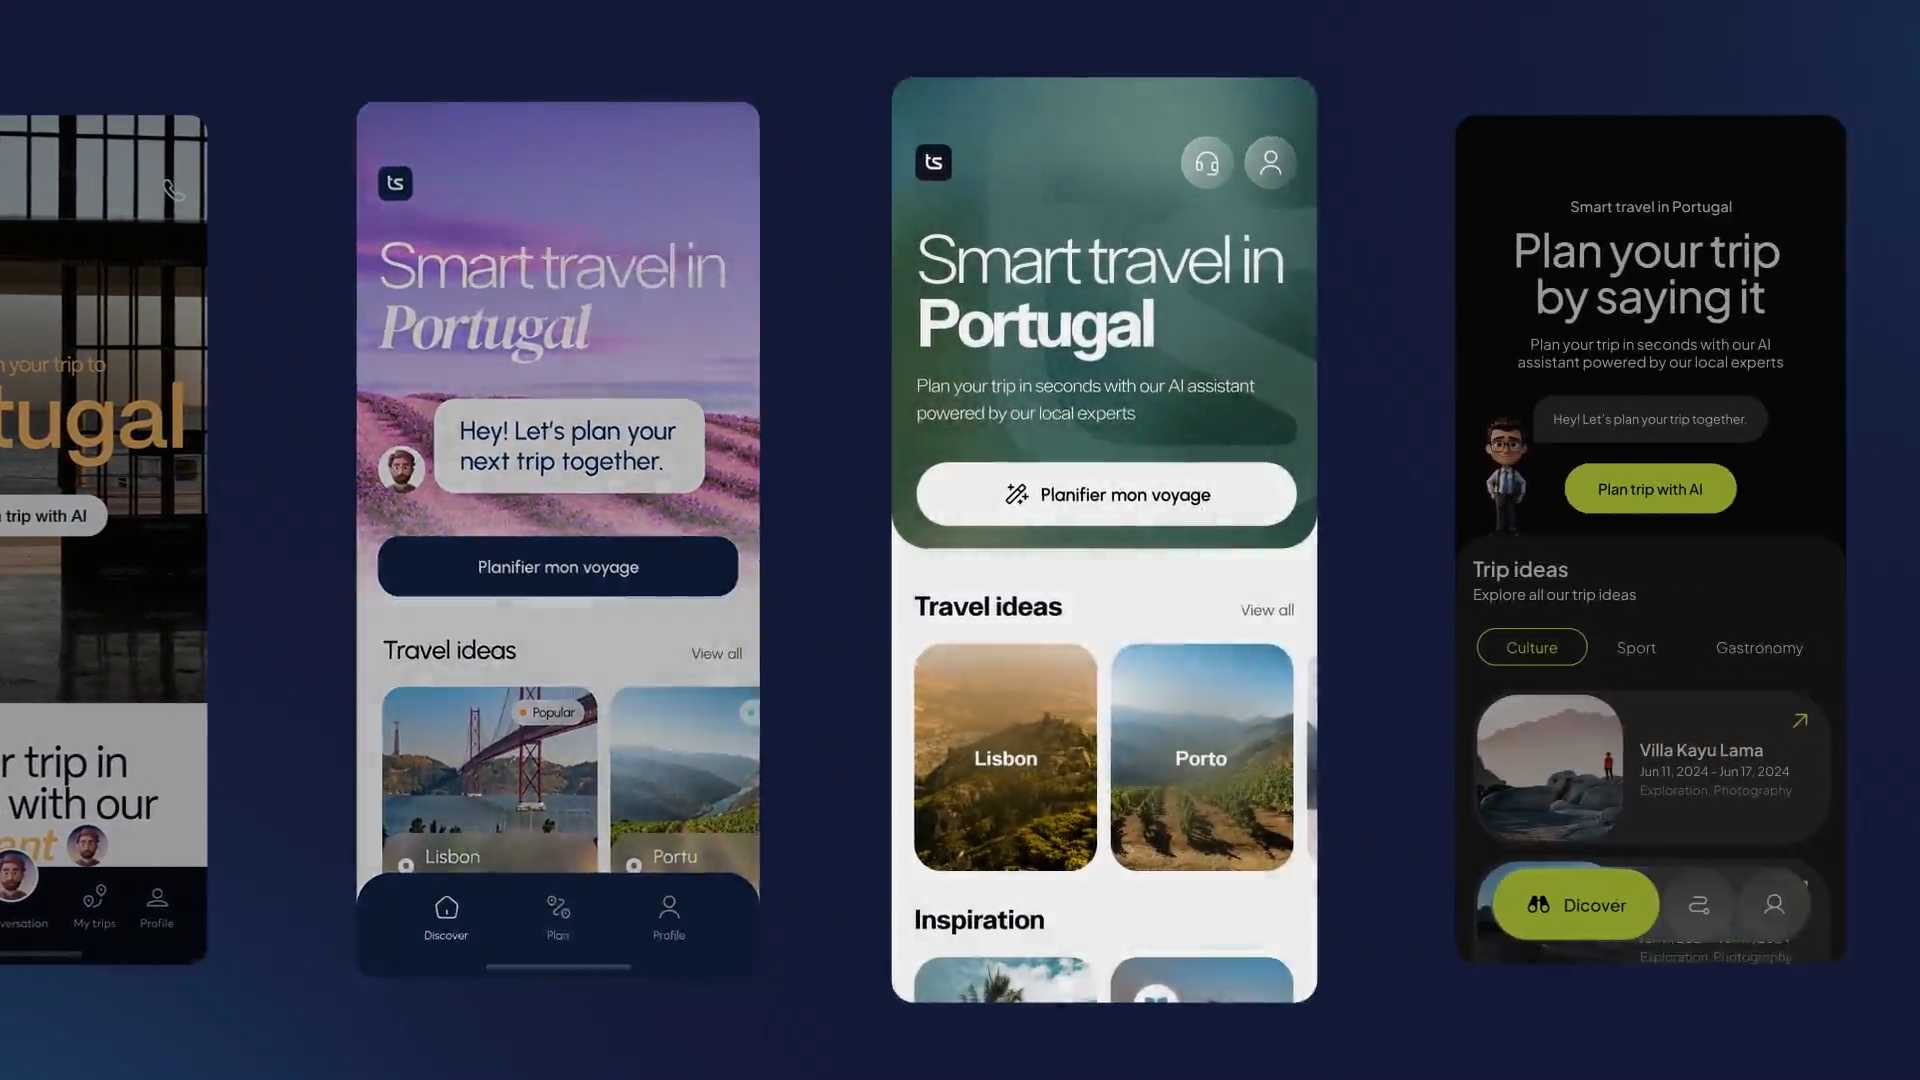 n your trip to
tugal
trip with AI
r trip in
with our
ant
versation
My trips
Profile
ts
Smart travel in
Portugal
Hey! Let's plan your
next trip together.
Planifier mon voyage
Travel ideas
View all
Popular
Lisbon
Portu
Discover
Plan
Profile
ts
Smart travel in
Portugal
Plan your trip in seconds with our AI assistant
powered by our local experts
Planifier mon voyage
Travel ideas
View all
Lisbon
Porto
Inspiration
Smart travel in Portugal
Plan your trip
by saying it
Plan your trip in seconds with our AI
assistant powered by our local experts
Hey! Let's plan your trip together.
Plan trip with AI
Trip ideas
Explore all our trip ideas
Culture
Sport
Gastronomy
Villa Kayu Lama
Jun 11, 2024 - Jun 17, 2024
Exploration, Photography
Dicover
Exploration, Photography